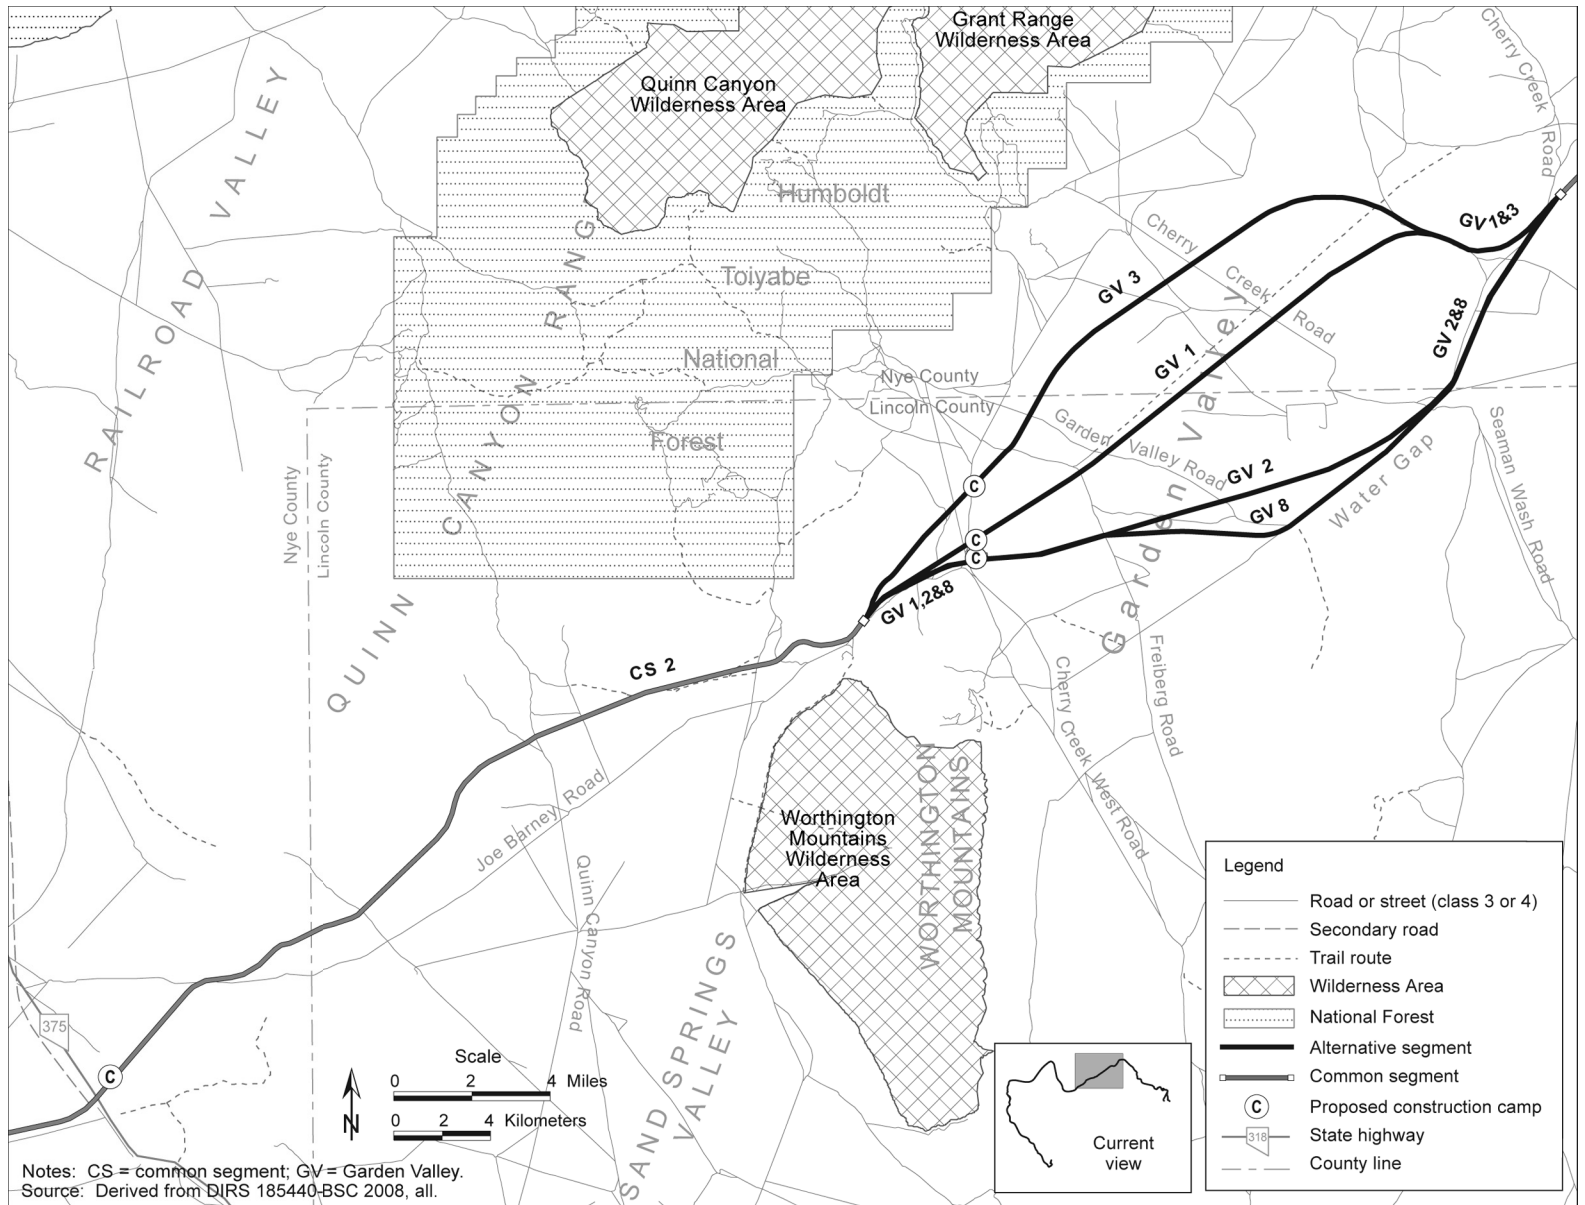 Grant Range
Wilderness Area
Quinn Canyon
Wilderness Area
Cherry Creek Road
RAILROAD VALLEY
Humboldt
Toiyabe
National
Forest
QUINN CANYON RANG
Cherry Creek Road
GV 1&3
GV 3
GV 1
GV 2&8
Nye County
Lincoln County
Garden Valley Road
Garden Valley
GV 2
GV 8
Water Gap
Seaman Wash Road
Nye County
Lincoln County
C
C
C
GV 1,2&8
CS 2
Freiberg Road
Cherry Creek West Road
Joe Barney Road
Quinn Canyon Road
Worthington
Mountains
Wilderness
Area
WORTHINGTON
MOUNTAINS
SAND SPRINGS
VALLEY
375
C
Scale
0 2 4 Miles
0 2 4 Kilometers
N
Current
view
Legend
Road or street (class 3 or 4)
Secondary road
Trail route
Wilderness Area
National Forest
Alternative segment
Common segment
C Proposed construction camp
318 State highway
County line
Notes: CS = common segment; GV = Garden Valley.
Source: Derived from DIRS 185440-BSC 2008, all.